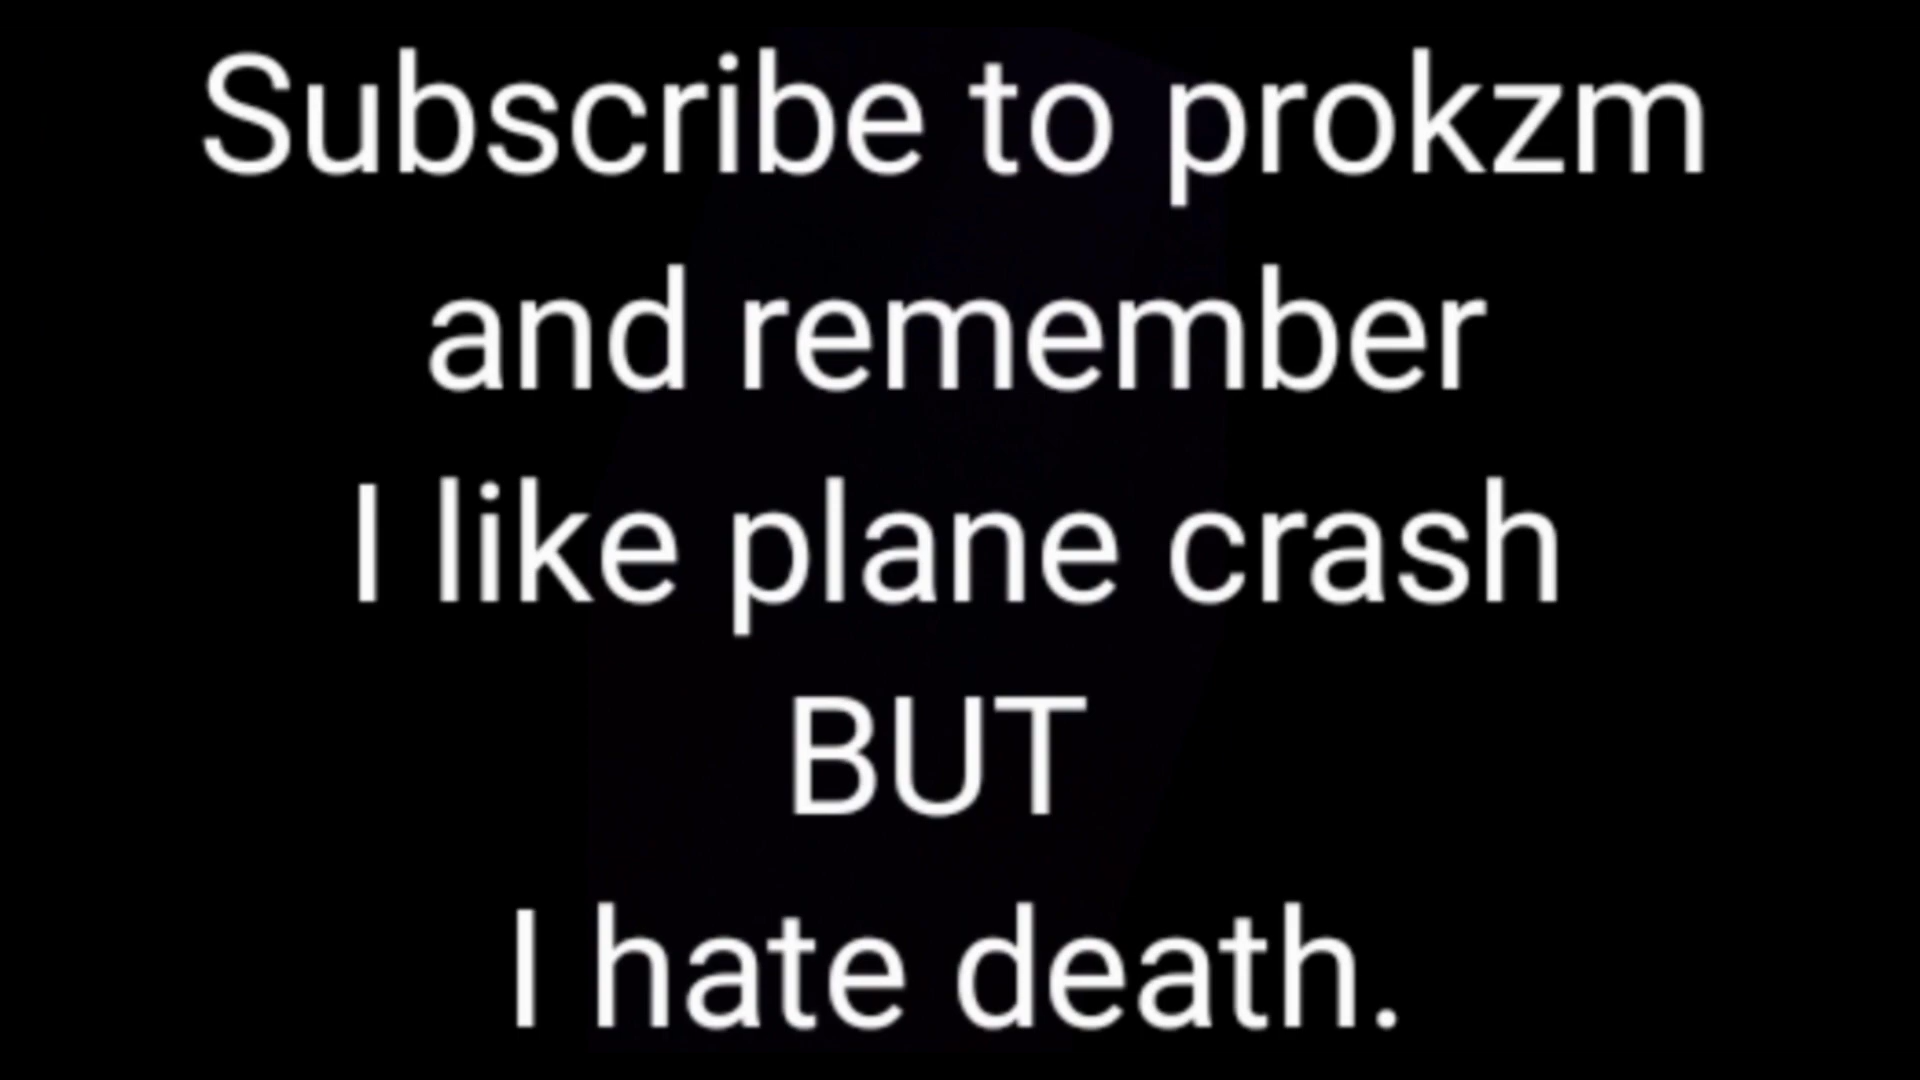 Subscribe to prokzm
and remember
I like plane crash
BUT
I hate death.